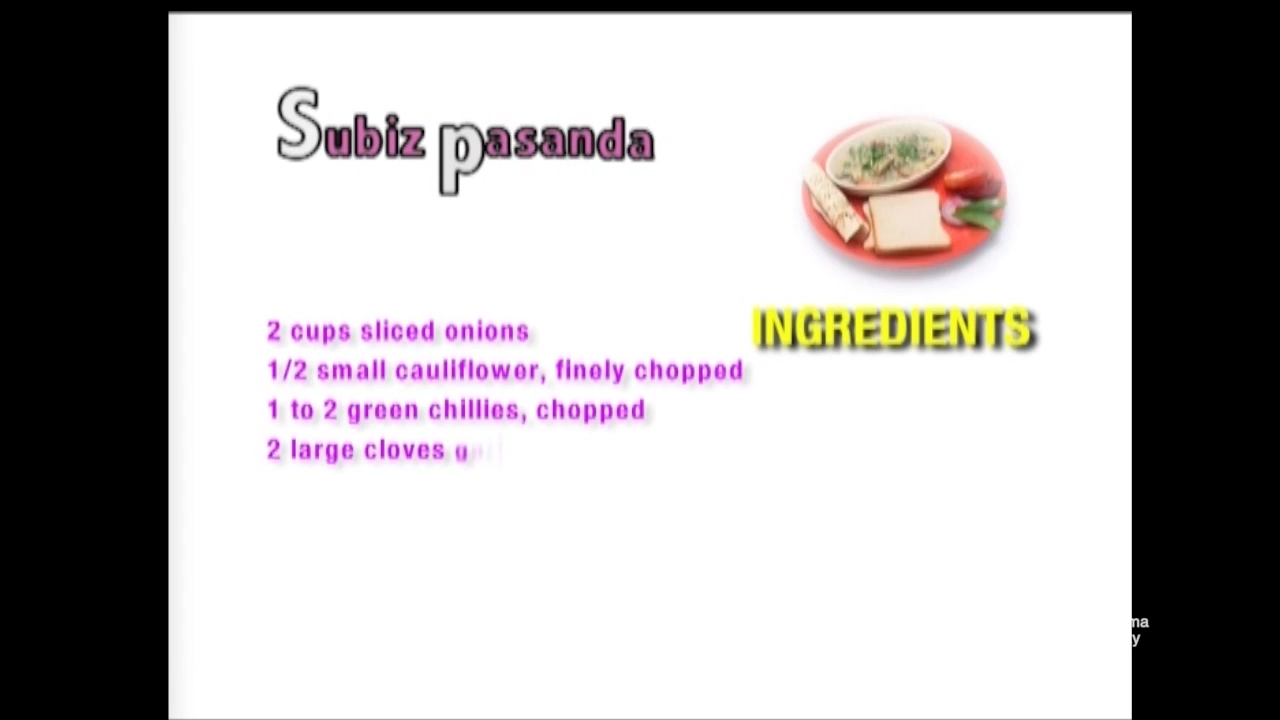 Subiz pasanda
INGREDIENTS
2 cups sliced onions
1/2 small cauliflower, finely chopped
1 to 2 green chillies, chopped
2 large cloves